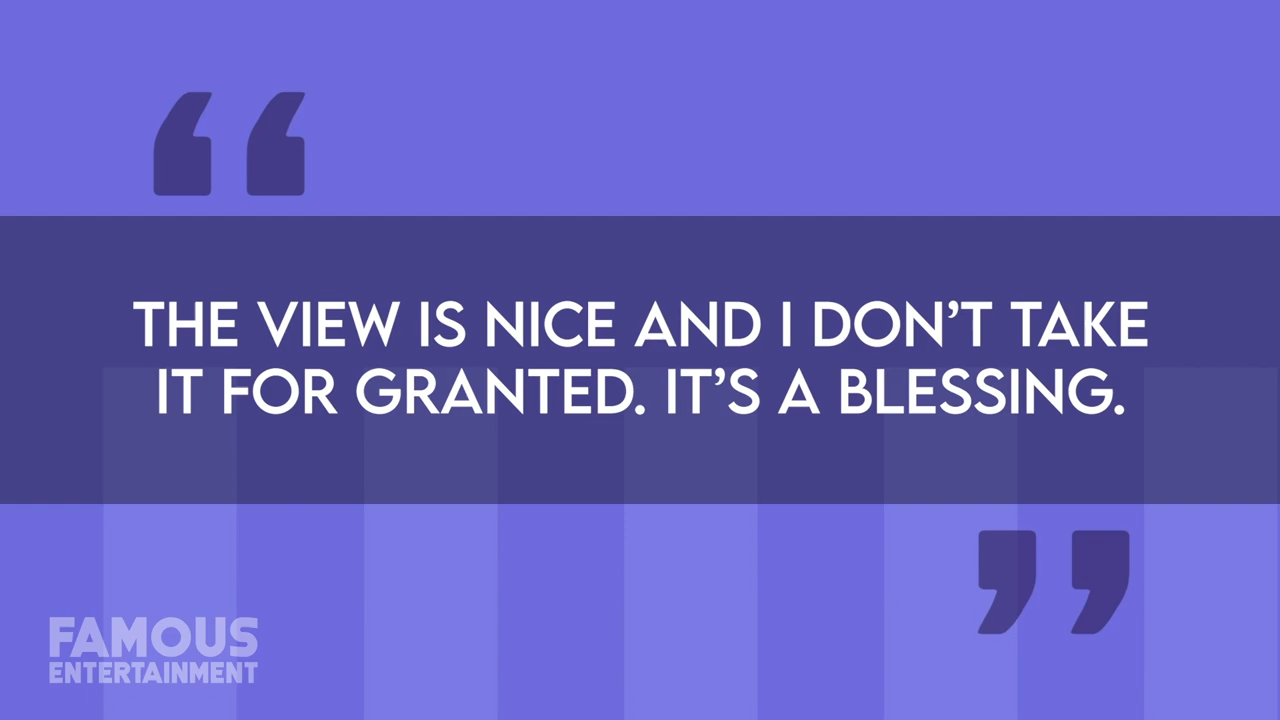 “
THE VIEW IS NICE AND I DON’T TAKE
IT FOR GRANTED. IT’S A BLESSING.
”
FAMOUS
ENTERTAINMENT